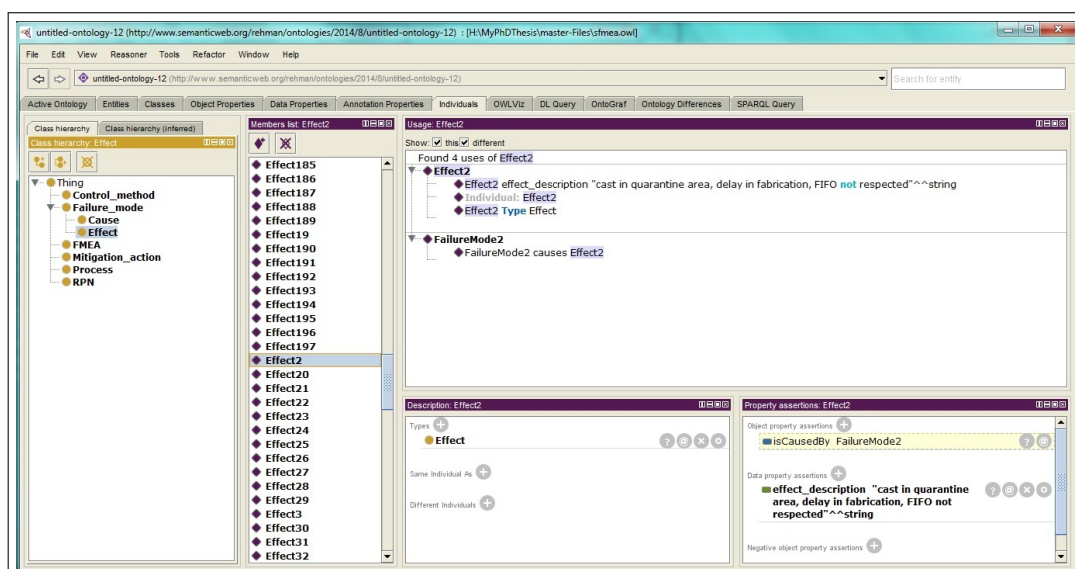 untitled-ontology-12 (http://www.semanticweb.org/rehman/ontologies/2014/8/untitled-ontology-12) : [H:\MyPhDThesis\master-Files\sfmea.owl]
File Edit View Reasoner Tools Refactor Window Help
untitled-ontology-12 (http://www.semanticweb.org/rehman/ontologies/2014/8/untitled-ontology-12)
Search for entity
Active Ontology Entities Classes Object Properties Data Properties Annotation Properties Individuals OWLViz DL Query OntoGraf Ontology Differences SPARQL Query
Class hierarchy Class hierarchy (inferred)
Class hierarchy: Effect
Thing
Control_method
Failure_mode
Cause
Effect
FMEA
Mitigation_action
Process
RPN
Members list: Effect2
Effect185
Effect186
Effect187
Effect188
Effect189
Effect19
Effect190
Effect191
Effect192
Effect193
Effect194
Effect195
Effect196
Effect197
Effect2
Effect20
Effect21
Effect22
Effect23
Effect24
Effect25
Effect26
Effect27
Effect28
Effect29
Effect3
Effect30
Effect31
Effect32
Usage: Effect2
Show: this different
Found 4 uses of Effect2
Effect2
Effect2 effect_description "cast in quarantine area, delay in fabrication, FIFO not respected"^^string
Individual: Effect2
Effect2 Type Effect
FailureMode2
FailureMode2 causes Effect2
Description: Effect2
Types
Effect
Same Individual As
Different Individuals
Property assertions: Effect2
Object property assertions
isCausedBy FailureMode2
Data property assertions
effect_description "cast in quarantine
area, delay in fabrication, FIFO not
respected"^^string
Negative object property assertions